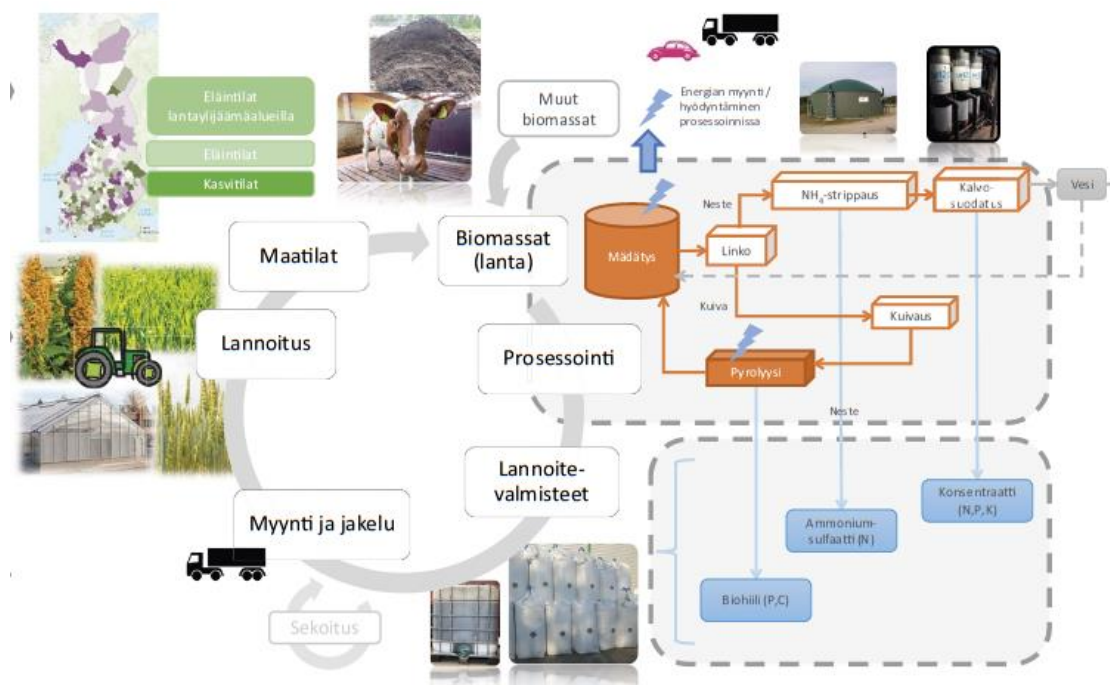 Eläintilat
lantaylijäämäalueilla
Eläintilat
Kasvitilat
Muut
biomassat
Energian myynti/
hyödyntäminen
prosessoinnissa
Maatilat
Biomassat
(lanta)
Lannoitus
Prosessointi
Lannoite-
valmisteet
Myynti ja jakelu
Sekoitus
Mädätys
Linko
Neste
NH₄-strippaus
Kalvo-
suodatus
Vesi
Kuiva
Kuivaus
Pyrolyysi
Neste
Konsentraatti
(N,P,K)
Ammonium-
sulfaatti (N)
Biohiili (P,C)